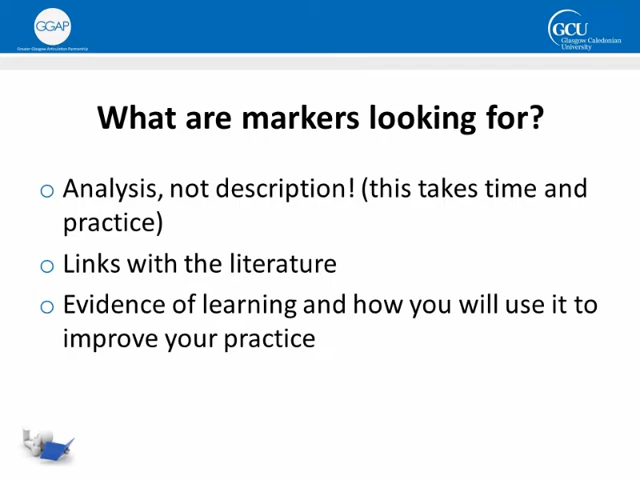 GGAP
Greater Glasgow Articulation Partnership
GCU
Glasgow Caledonian
University
What are markers looking for?
o Analysis, not description! (this takes time and
practice)
o Links with the literature
o Evidence of learning and how you will use it to
improve your practice